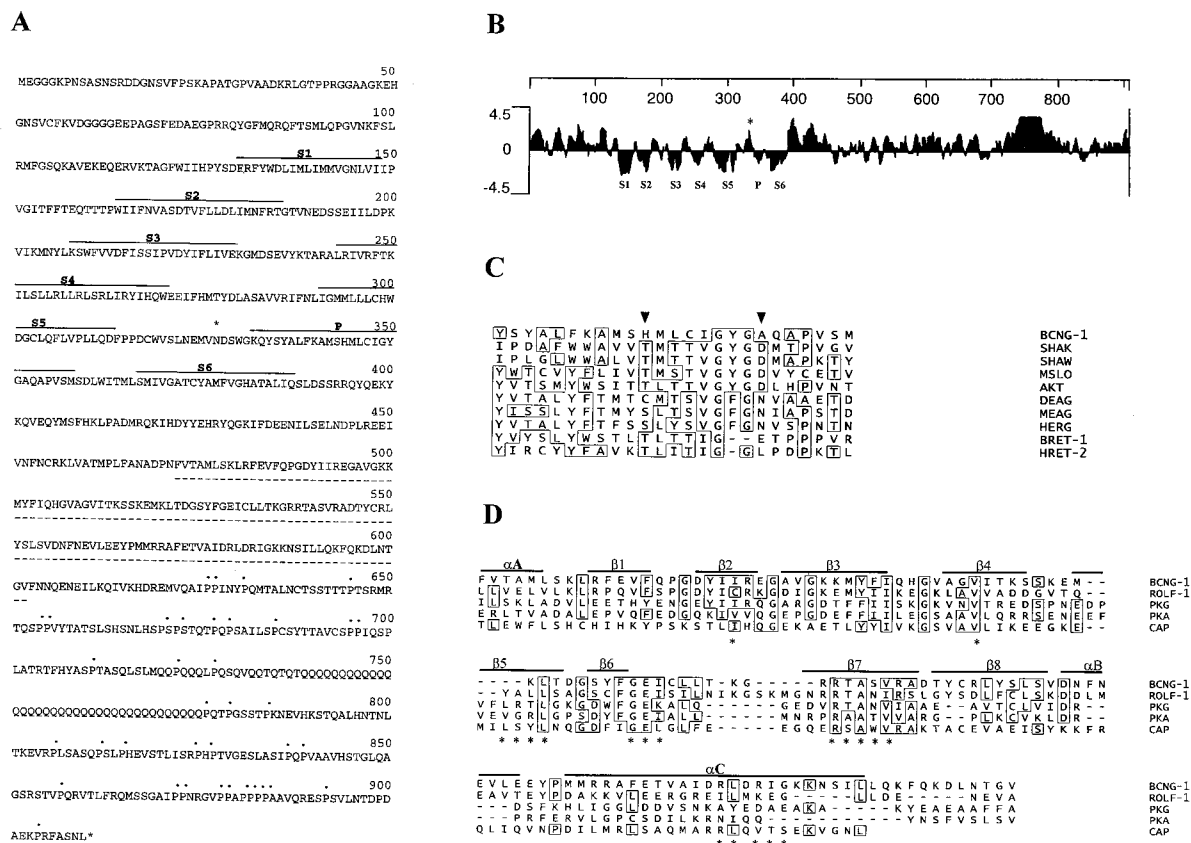 A
50
MEGGGKPNSASNSRDDGNSVFPSKAPATGPVAADKRLGTPPRGGAAGKEH
100
GNSVCFKVDGGGGEEPAGSFEDAEGPRRQYGFMQRQFTSMLQPGVNKFSL
S1 150
RMFGSQKAVEKEQERVKTAGFWIIHPYSDERFYWDLIMLIMMVGNLVIIP
S2 200
VGITFFTEQTTTPWIIFNVASDTVFLLDLIMNFRTGTVNEDSSEIILDPK
S3 250
VIKMNYLKSWFVVDFISSIPVDYIFLIVEKGMDSEVYKTARALRIVRFTK
S4 300
ILSLLRLLRLSRLIRYIHQWEEIFHMTYDLASAVVRIFNLIGMMLLLCHW
S5 * P 350
DGCLQFLVPLLQDFPPDCWVSLNEMVNDSWGKQYSYALFKAMSHMLCIGY
S6 400
GAQAPVSMSDLWITMLSMIVGATCYAMFVGHATALIQSLDSSRRQYQEKY
450
KQVEQYMSFHKLPADMRQKIHDYYEHRYQGKIFDEENILSELNDPLREEI
500
VNFNCRKLVATMPLFANADPNFVTAMLSKLRFEVFQPGDYIIREGAVGKK
550
MYFIQHGVAGVITKSSKEMKLTDGSYFGEICLLTKGRRTASVRADTYCRL
600
YSLSVDNFNEVLEEYPMMRRAFETVAIDRLDRIGKKNSILLQKFQKDLNT
650
GVFNNQENEILKQIVKHDREMVQAIPPINYPQMTALNCTSSTTTPTSRMR
700
TQSPPVYTATSLSHSNLHSPSPSTQTPQPSAILSPCSYTTAVCSPPIQSP
750
LATRTFHYASPTASQLSLMQQPQQQLPQSQVQQTQTQTQQQQQQQQQQQQ
800
QQQQQQQQQQQQQQQQQQQQQQQQQPQTPGSSTPKNEVHKSTQALHNTNL
850
TKEVRPLSASQPSLPHEVSTLISRPHPTVGESLASIPQPVAAVHSTGLQA
900
GSRSTVPQRVTLFRQMSSGAIPPNRGVPPAPPPPAAVQRESPSVLNTDPD
AEKPRFASNL*
B
100 200 300 400 500 600 700 800
4.5
0
-4.5
*
S1 S2 S3 S4 S5 P S6
C
YSYALFKAMSHMLCIGYGAQAPVSM BCNG-1
IPDAFWWAVVTMTTVGYGDMTPVGV SHAK
IPLGLWWALVTMTTVGYGDMAPKTY SHAW
YWTCVYFLIVTMSTVGYGDVYCETV MSLO
YVTSMYWSITTLTTVGYGDLHPVNT AKT
YVTALYFTMTCMTSVGFGNVAAETD DEAG
YISSLYFTMYSLTSVGFGNIAPSTD MEAG
YVTALYFTFSSLTSVGFGNVSPNTN HERG
YVYSLYWSTLTLTTIG--ETPPPVR BRET-1
YIRCYYFAVKTLITIG-GLPDPKTL HRET-2
D
αA β1 β2 β3 β4
FVTAMLSKLRFEVFQPGDYIIREGAVGKKMYFIQHGVAGVITKSSKEM-- BCNG-1
LLVELVLKLRPQVFSPGDYICRKGDIGKEMYIIKEGKLAVVADDGVTQ- ROLF-1
ILSKLADVLEETHYENGEYIIRQGARGDTFFIISKGKVNVTREDSPNEDP PKG
ERLTVADALEPVQFEDGQKIVVQGEPGDEFFIILEGSAAVLQRRSENEEF PKA
TLEWFLSHCHIHKYPSKSTLIHQGEKAETLYYIVKGSVAVLIKEEGKE-- CAP
* *
β5 β6 β7 β8 αB
---KLTDGSYFGEICLLT-KG----RRTASVRADTYCRLYSLSVDNFN BCNG-1
-YALLSAGSCFGEISILNIKGSKMGNRRTANIRSLGYSDLFCLSKDDLM ROLF-1
VFLRTLGKGDWFGEKALQ-----GEDVRTANVIAAE-AVTCLVIDR-- PKG
VEVGRLGPSDYFGEIALL-----MNRPRAATVVARG-PLKCVKLDR-- PKA
MILSYLNQGDFIGELGLFE----EGQERSAWVRAKTACEVAEISYKKFR CAP
**** *** *****
αC
EVLEEYPMMRRAFETVAIDRLDRIGKKNSILLQKFQKDLNTGV BCNG-1
EAVTEYPDAKKVLEERGREILMKEG----LLDE----NEVA ROLF-1
--DSFKHLIGGLDDVSNKAYEDAEAKA----KYEAEAAFFA PKG
--PRFERVLGPCSDILKRNIQQ-------YNSFVSLSV PKA
QLIQVNPDILMRLSAQMARRLQVTSEKVGNL CAP
** ***